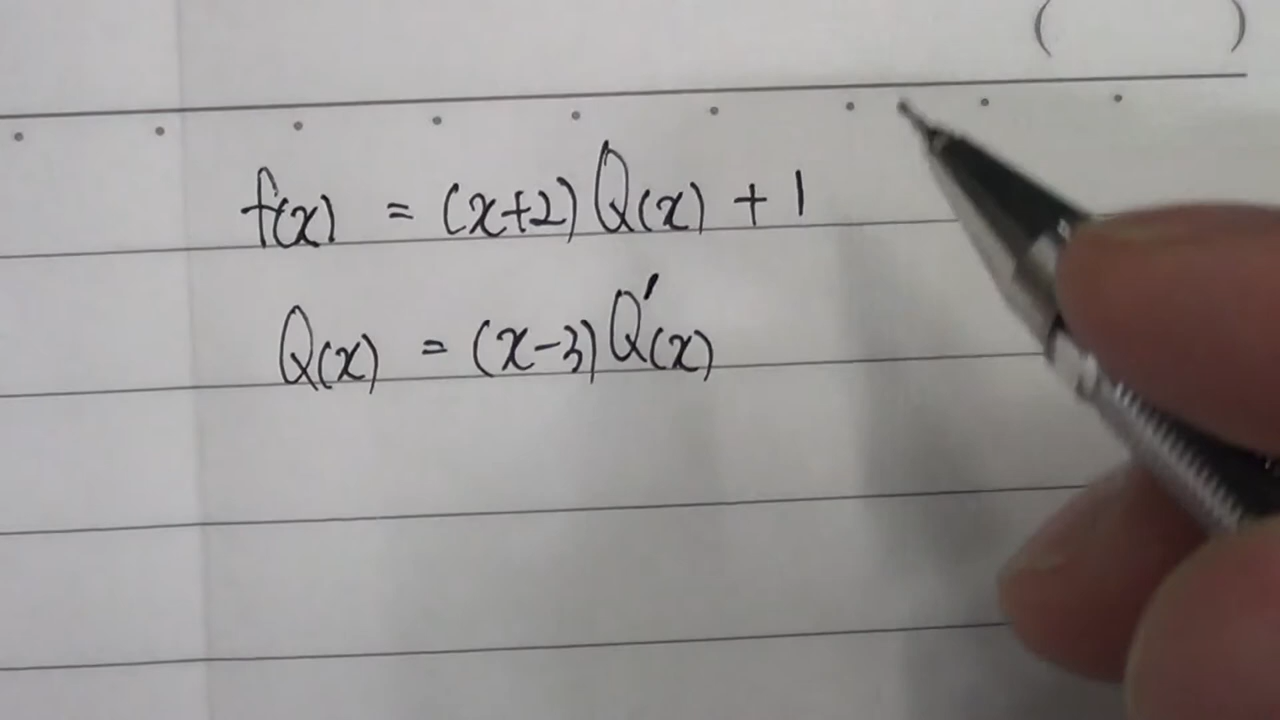 ( )
f(x) = (x+2)Q(x) + 1
Q(x) = (x-3)Q'(x)